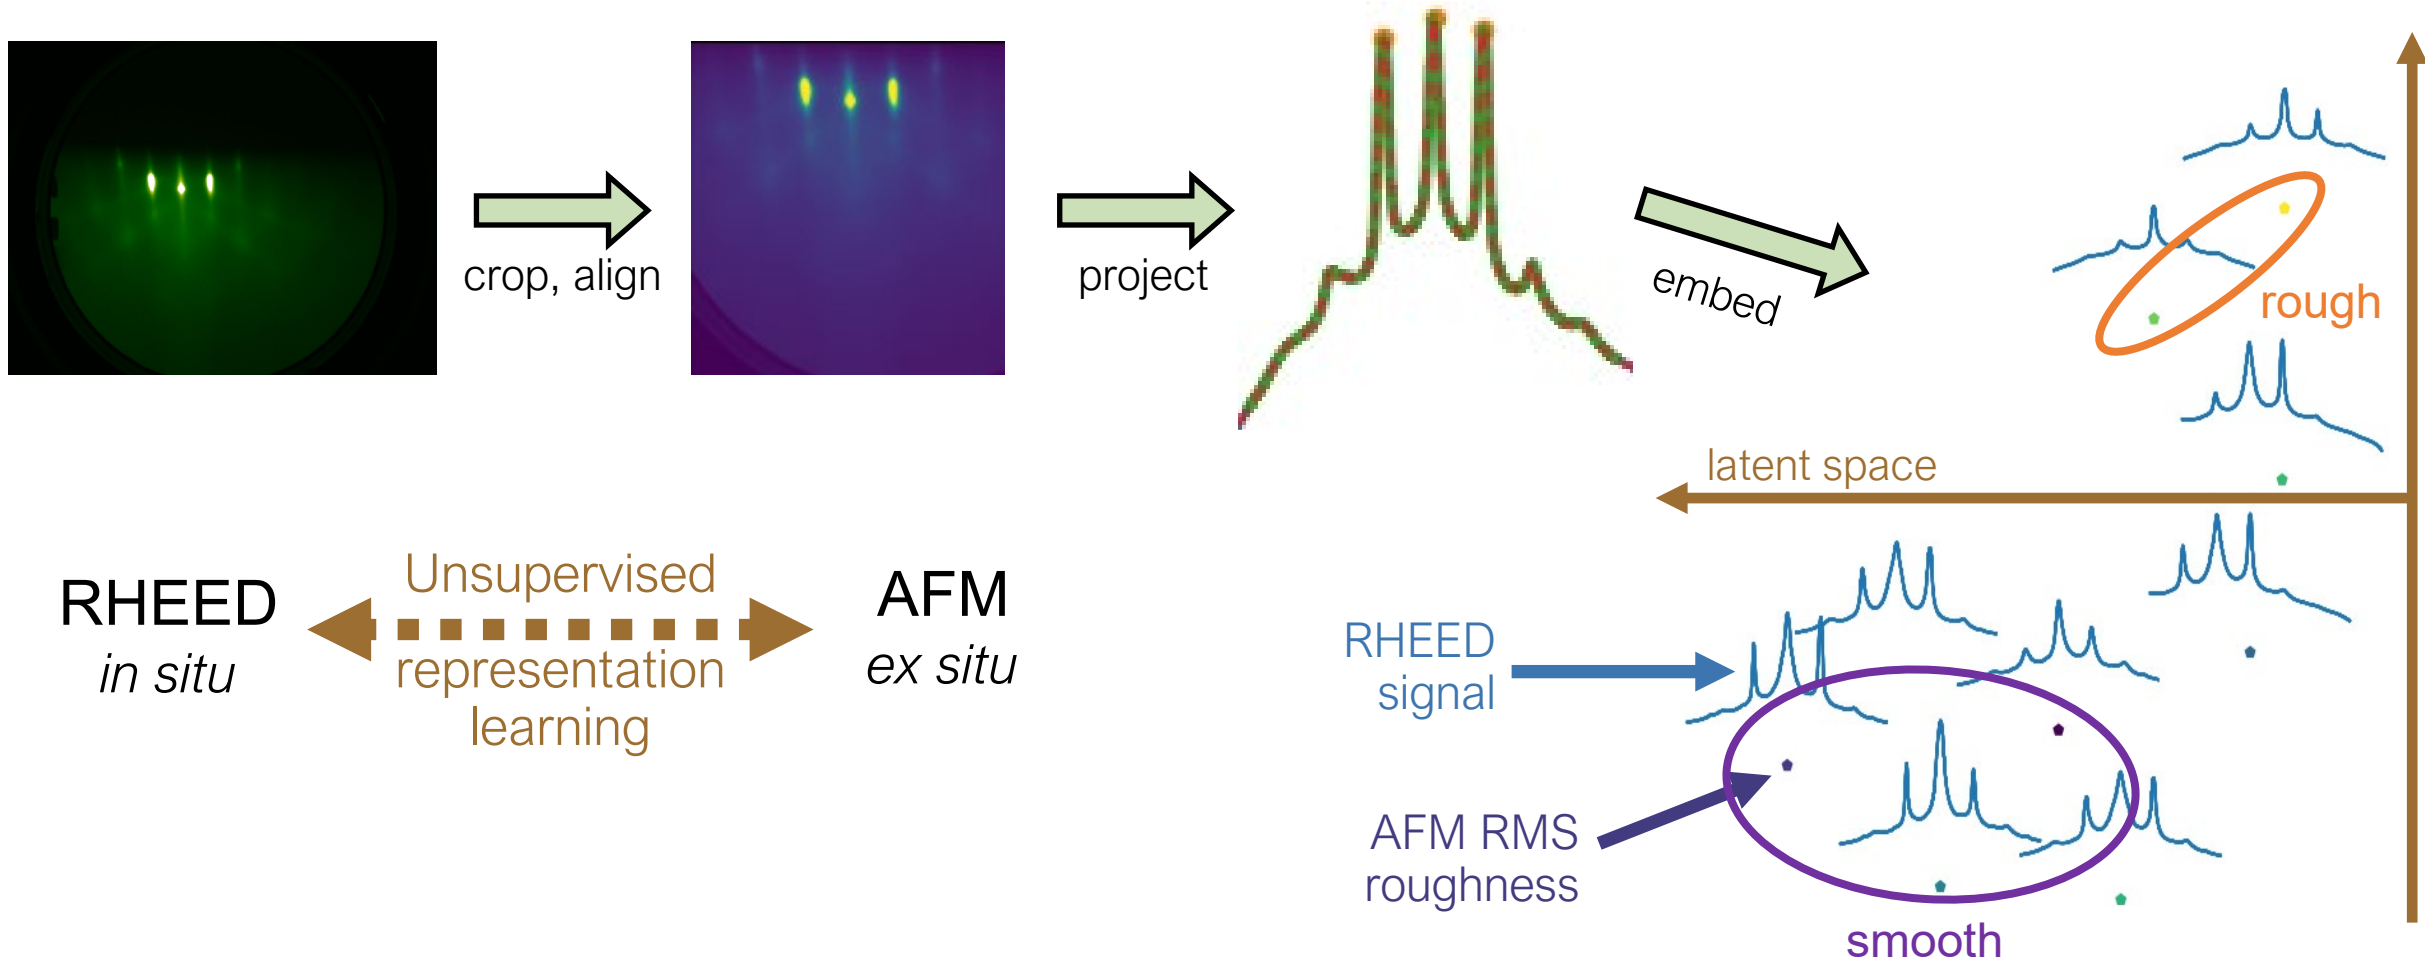 crop, align
project
embed
rough
latent space
RHEED
in situ
Unsupervised
representation
learning
AFM
ex situ
RHEED
signal
AFM RMS
roughness
smooth